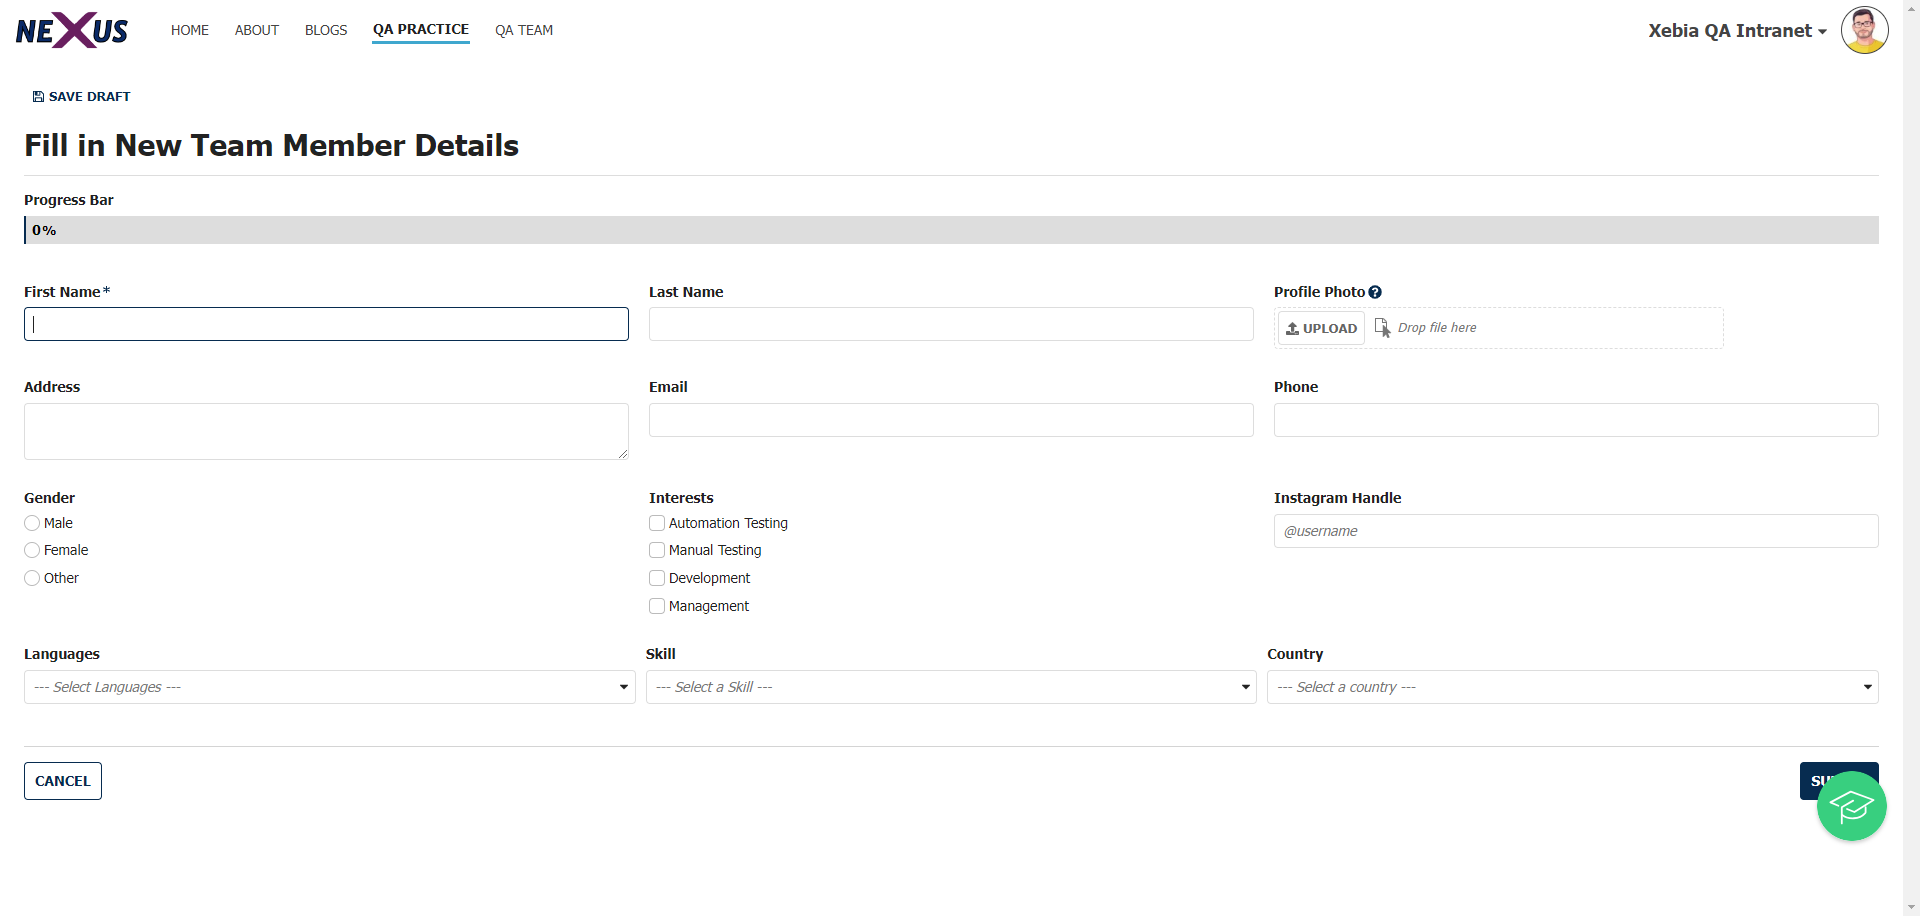 NEXUS HOME ABOUT BLOGS QA PRACTICE QA TEAM Xebia QA Intranet
SAVE DRAFT
Fill in New Team Member Details
Progress Bar
0%
First Name* Last Name Profile Photo ?
UPLOAD Drop file here
Address Email Phone
Gender Interests Instagram Handle
Male Automation Testing @username
Female Manual Testing
Other Development
Management
Languages Skill Country
--- Select Languages --- --- Select a Skill --- --- Select a country ---
CANCEL